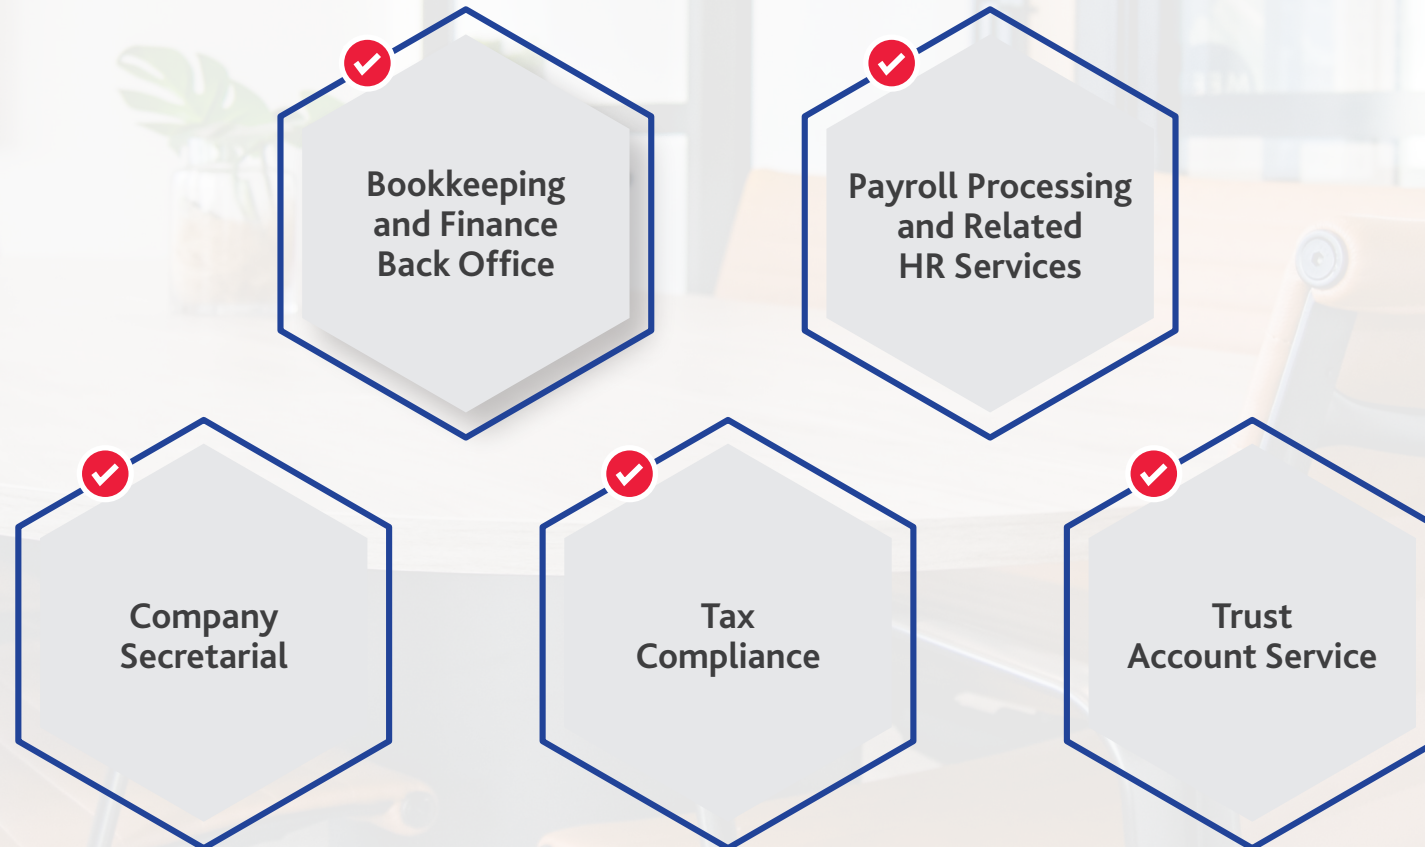 Bookkeeping
and Finance
Back Office
Payroll Processing
and Related
HR Services
Company
Secretarial
Tax
Compliance
Trust
Account Service